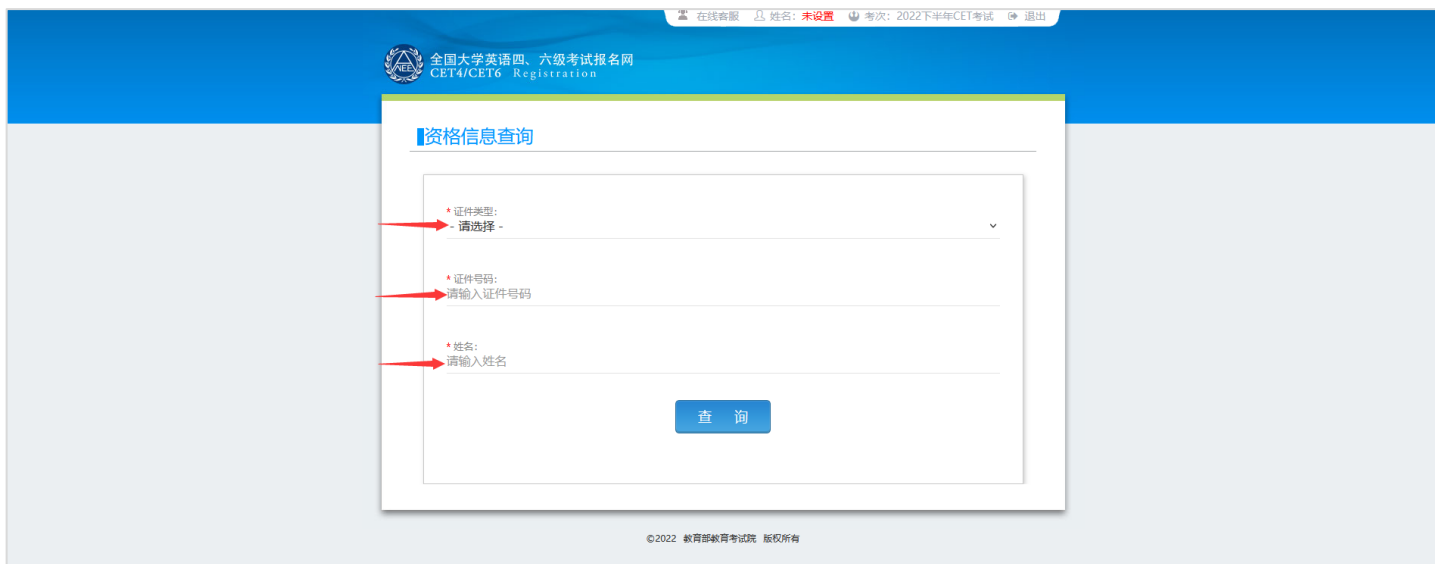 在线客服 姓名：未设置 考次：2022下半年CET考试 退出
NEEA
全国大学英语四、六级考试报名网
CET4/CET6 Registration
资格信息查询
* 证件类型：
- 请选择 -
* 证件号码：
请输入证件号码
* 姓名：
请输入姓名
查 询
©2022 教育部教育考试院 版权所有